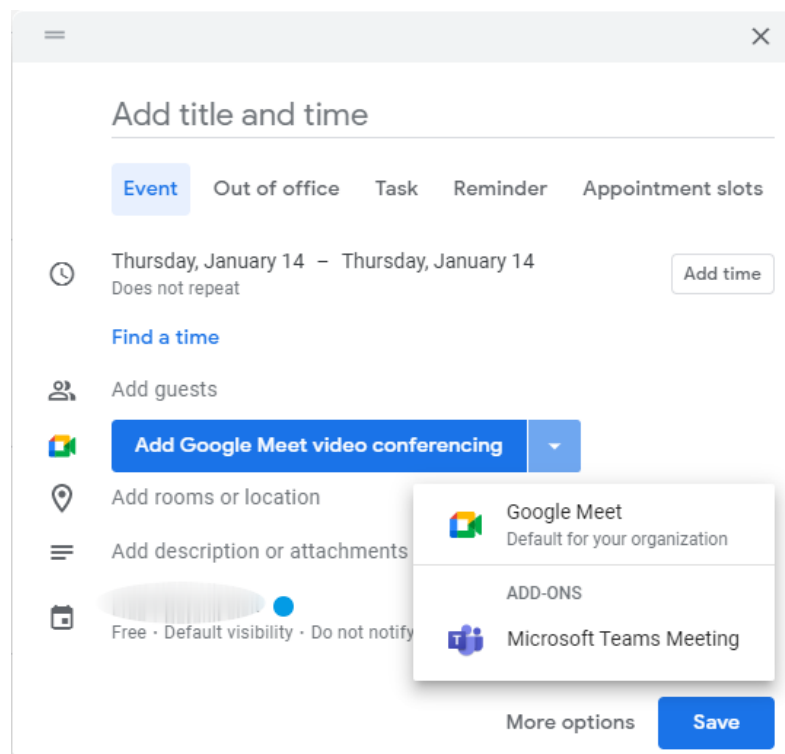 Add title and time
Event Out of office Task Reminder Appointment slots
Thursday, January 14 – Thursday, January 14
Add time
Does not repeat
Find a time
Add guests
Add Google Meet video conferencing
Add rooms or location
Google Meet
Default for your organization
Add description or attachments
ADD-ONS
Free · Default visibility · Do not notify
Microsoft Teams Meeting
More options
Save